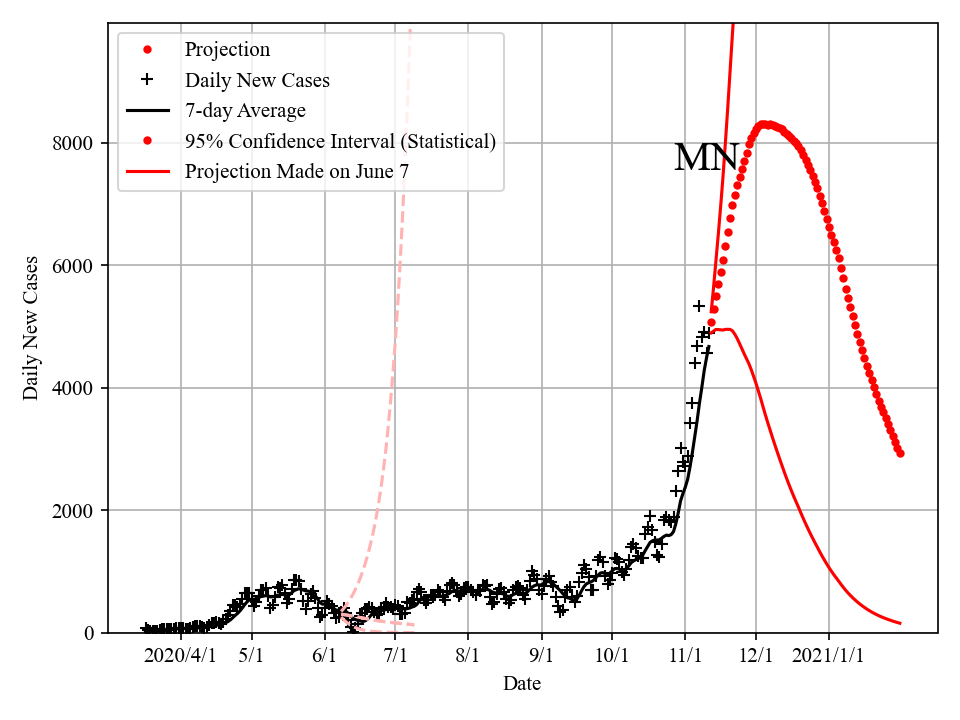 Projection
Daily New Cases
7-day Average
95% Confidence Interval (Statistical)
Projection Made on June 7
MN
Daily New Cases
8000
6000
4000
2000
0
2020/4/1 5/1 6/1 7/1 8/1 9/1 10/1 11/1 12/1 2021/1/1
Date